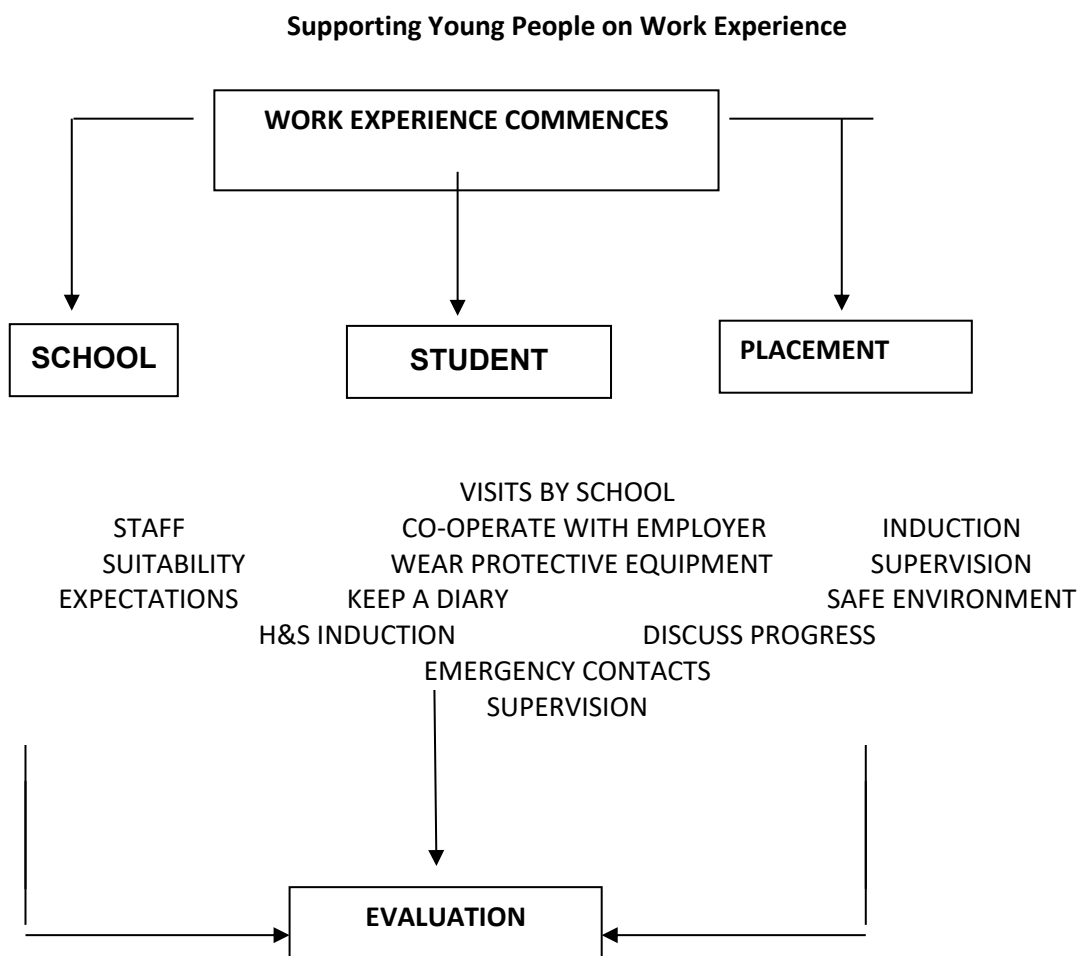 Supporting Young People on Work Experience
WORK EXPERIENCE COMMENCES
SCHOOL
STUDENT
PLACEMENT
VISITS BY SCHOOL
STAFF CO-OPERATE WITH EMPLOYER INDUCTION
SUITABILITY WEAR PROTECTIVE EQUIPMENT SUPERVISION
EXPECTATIONS KEEP A DIARY SAFE ENVIRONMENT
H&S INDUCTION DISCUSS PROGRESS
EMERGENCY CONTACTS
SUPERVISION
EVALUATION